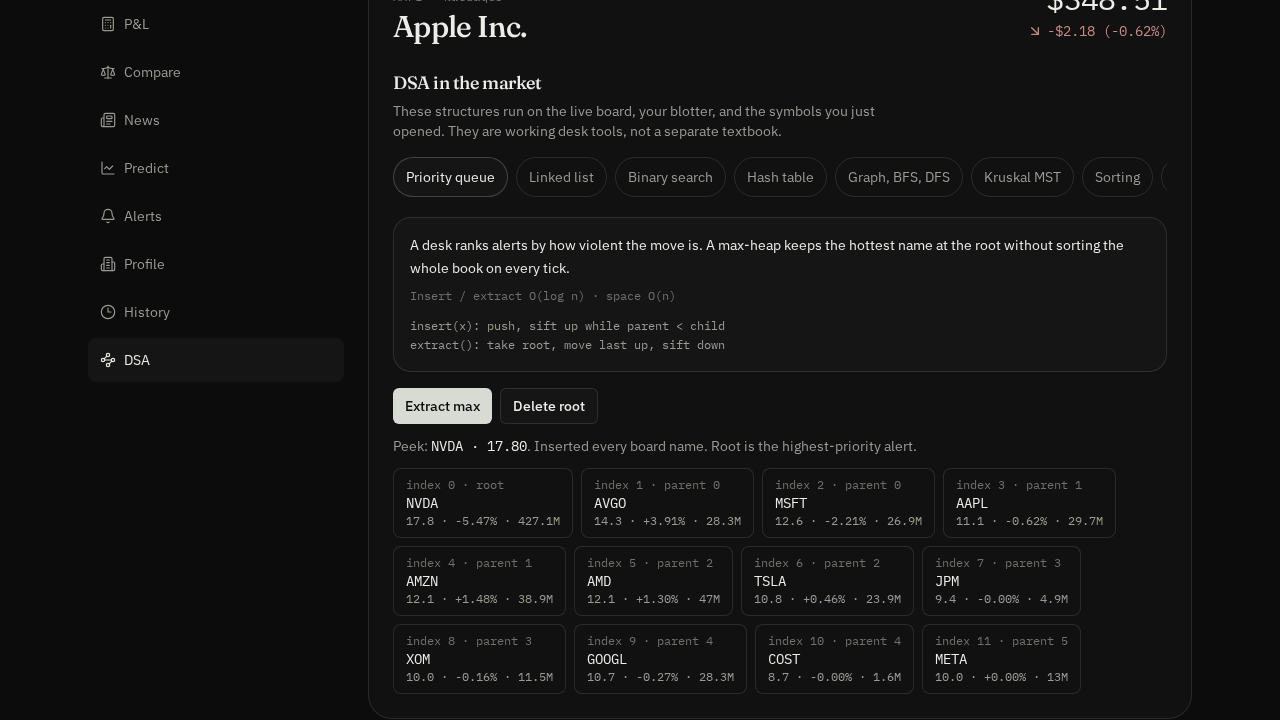 P&L
Compare
News
Predict
Alerts
Profile
History
DSA
$348.51
Apple Inc.
-$2.18 (-0.62%)
DSA in the market
These structures run on the live board, your blotter, and the symbols you just
opened. They are working desk tools, not a separate textbook.
Priority queue
Linked list
Binary search
Hash table
Graph, BFS, DFS
Kruskal MST
Sorting
A desk ranks alerts by how violent the move is. A max-heap keeps the hottest name at the root without sorting the
whole book on every tick.
Insert / extract O(log n) · space O(n)
insert(x): push, sift up while parent < child
extract(): take root, move last up, sift down
Extract max
Delete root
Peek: NVDA · 17.80. Inserted every board name. Root is the highest-priority alert.
index 0 · root
NVDA
17.8 · -5.47% · 427.1M
index 1 · parent 0
AVGO
14.3 · +3.91% · 28.3M
index 2 · parent 0
MSFT
12.6 · -2.21% · 26.9M
index 3 · parent 1
AAPL
11.1 · -0.62% · 29.7M
index 4 · parent 1
AMZN
12.1 · +1.48% · 38.9M
index 5 · parent 2
AMD
12.1 · +1.30% · 47M
index 6 · parent 2
TSLA
10.8 · +0.46% · 23.9M
index 7 · parent 3
JPM
9.4 · -0.00% · 4.9M
index 8 · parent 3
XOM
10.0 · -0.16% · 11.5M
index 9 · parent 4
GOOGL
10.7 · -0.27% · 28.3M
index 10 · parent 4
COST
8.7 · -0.00% · 1.6M
index 11 · parent 5
META
10.0 · +0.00% · 13M